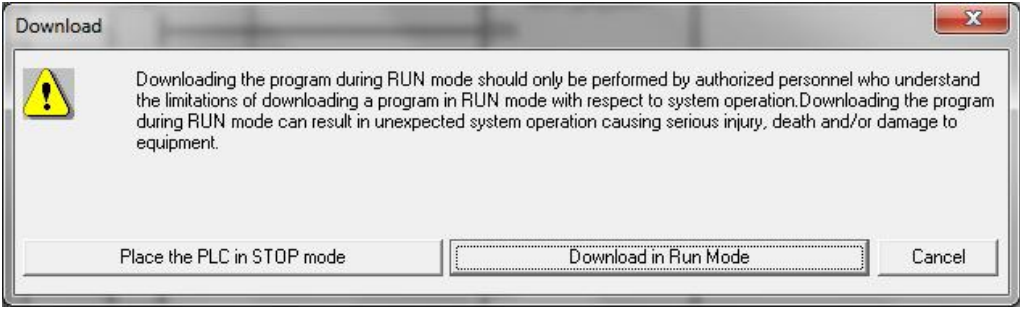 Download
Downloading the program during RUN mode should only be performed by authorized personnel who understand
the limitations of downloading a program in RUN mode with respect to system operation.Downloading the program
during RUN mode can result in unexpected system operation causing serious injury, death and/or damage to
equipment.
Place the PLC in STOP mode
Download in Run Mode
Cancel